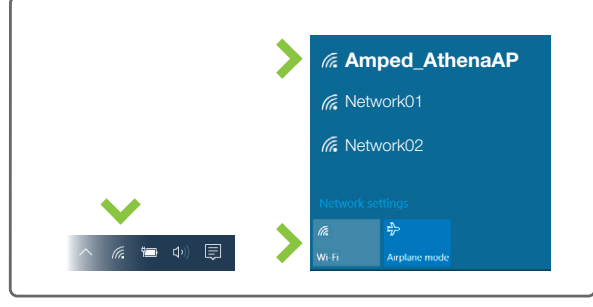 Amped_AthenaAP
Network01
Network02
Network settings
Wi-Fi
Airplane mode